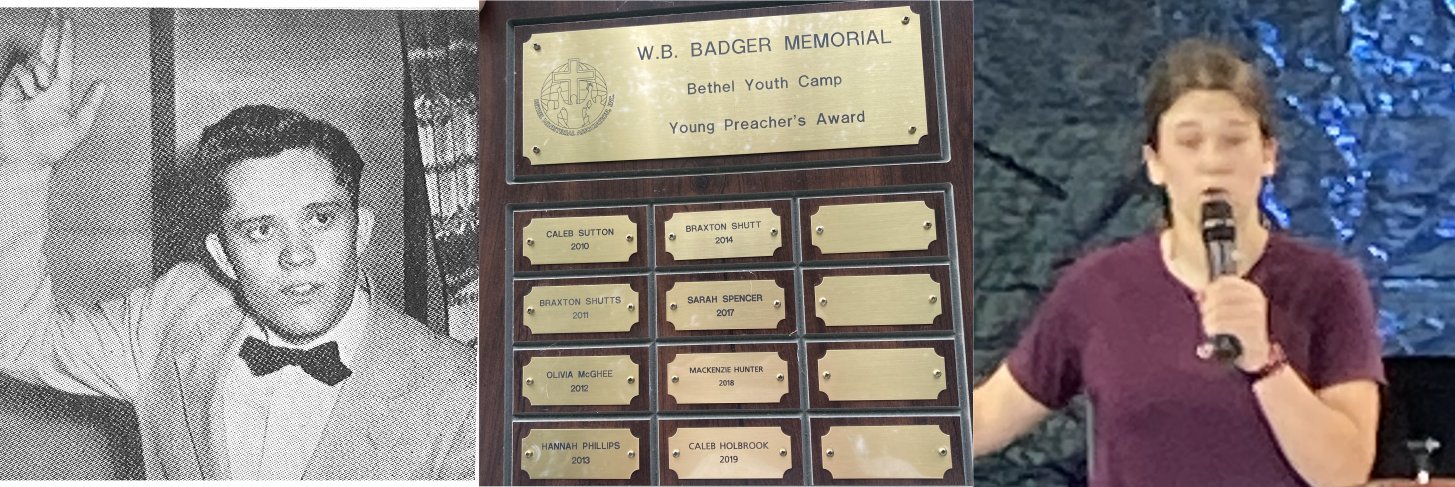 W.B. BADGER MEMORIAL
Bethel Youth Camp
Young Preacher's Award
CALEB SUTTON
2010
BRAXTON SHUTT
2014
BRAXTON SHUTTS
2011
SARAH SPENCER
2017
OLIVIA McGHEE
2012
MACKENZIE HUNTER
2018
HANNAH PHILLIPS
2013
CALEB HOLBROOK
2019